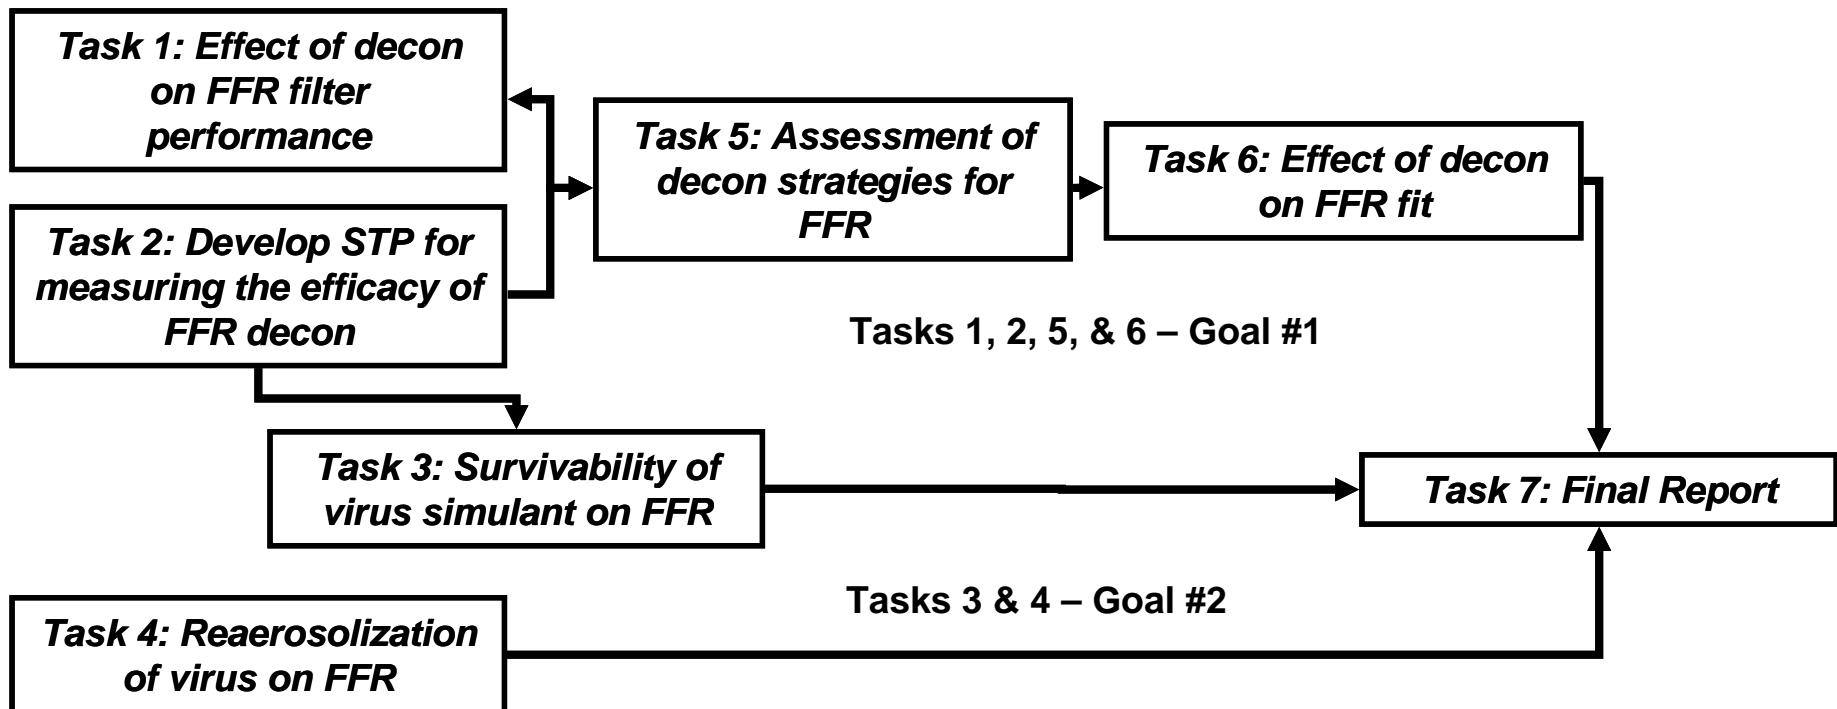 Task 1: Effect of decon
on FFR filter
performance
Task 2: Develop STP for
measuring the efficacy of
FFR decon
Task 5: Assessment of
decon strategies for
FFR
Task 6: Effect of decon
on FFR fit
Tasks 1, 2, 5, & 6 – Goal #1
Task 3: Survivability of
virus simulant on FFR
Task 7: Final Report
Tasks 3 & 4 – Goal #2
Task 4: Reaerosolization
of virus on FFR